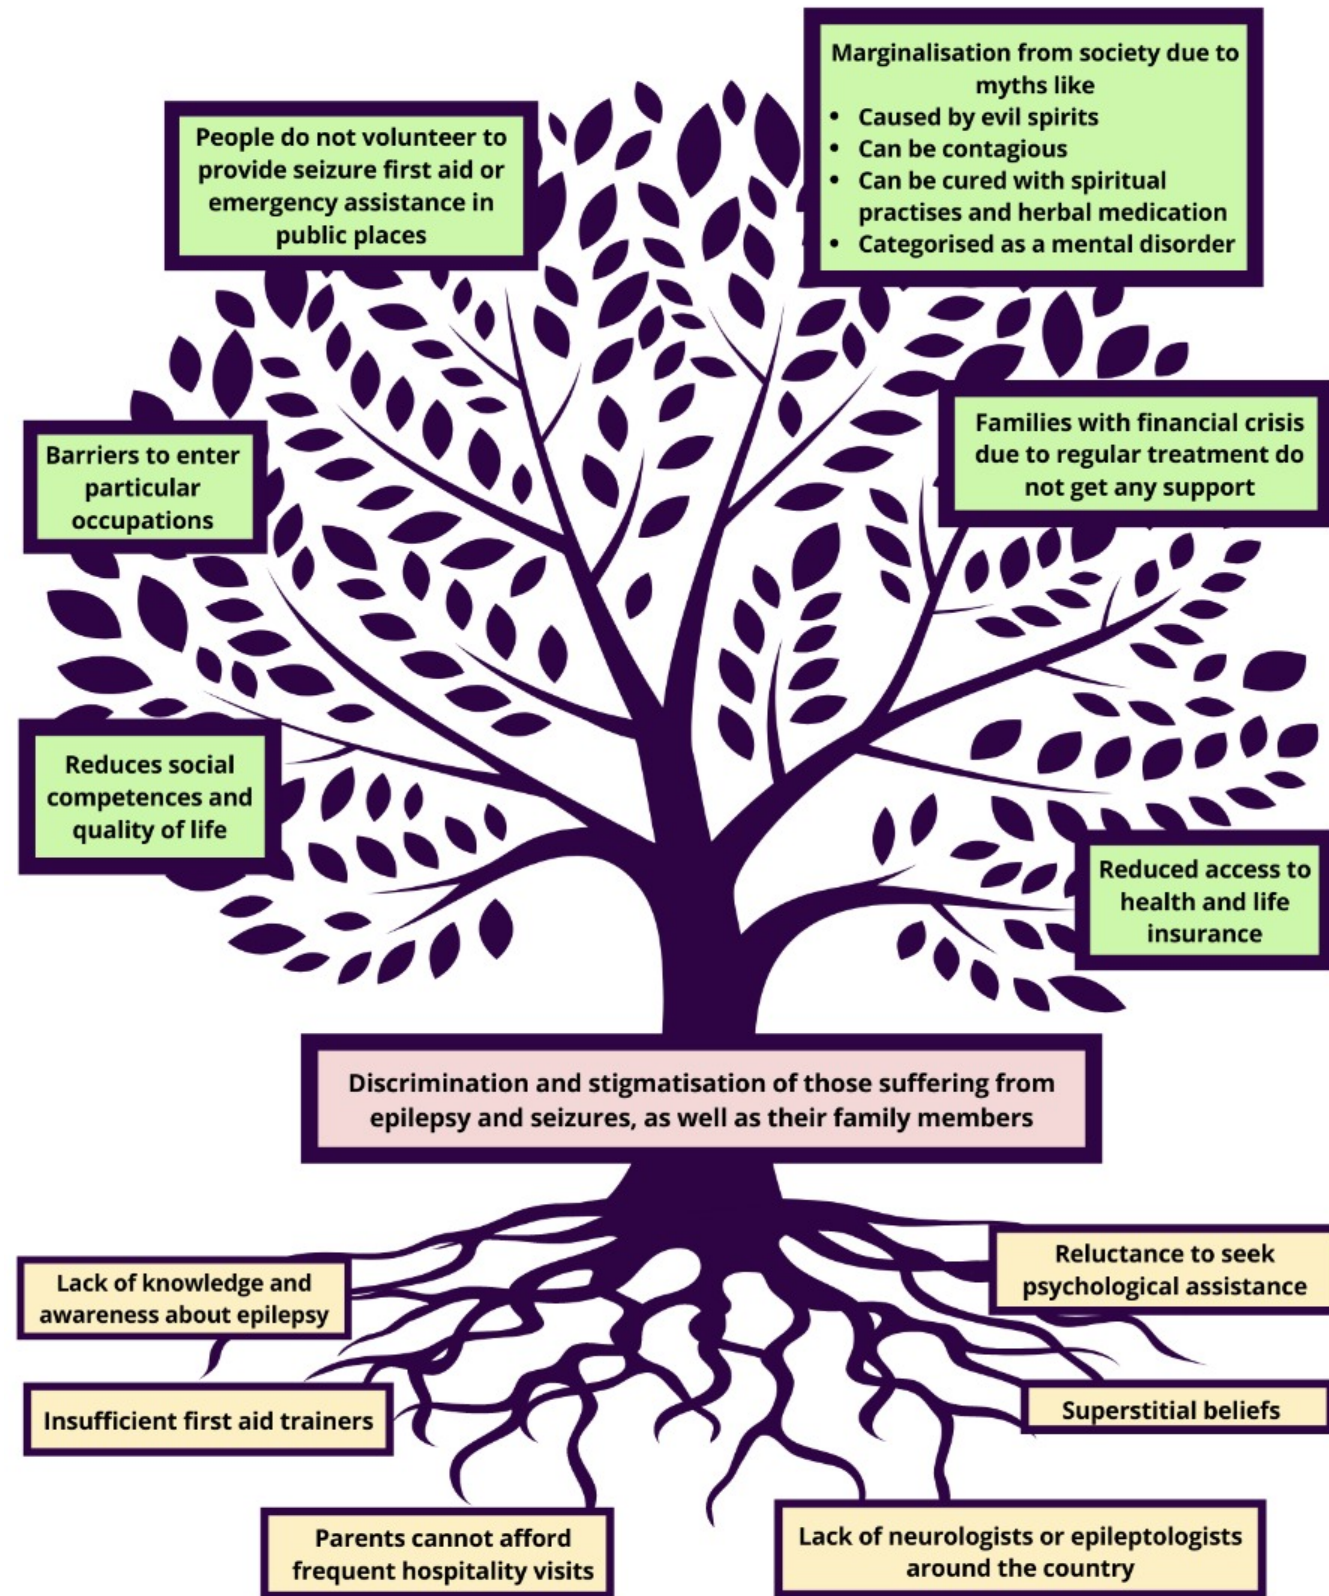 Marginalisation from society due to
myths like
• Caused by evil spirits
• Can be contagious
• Can be cured with spiritual
practises and herbal medication
• Categorised as a mental disorder
People do not volunteer to
provide seizure first aid or
emergency assistance in
public places
Families with financial crisis
due to regular treatment do
not get any support
Barriers to enter
particular
occupations
Reduces social
competences and
quality of life
Reduced access to
health and life
insurance
Discrimination and stigmatisation of those suffering from
epilepsy and seizures, as well as their family members
Reluctance to seek
psychological assistance
Lack of knowledge and
awareness about epilepsy
Superstitial beliefs
Insufficient first aid trainers
Parents cannot afford
frequent hospitality visits
Lack of neurologists or epileptologists
around the country